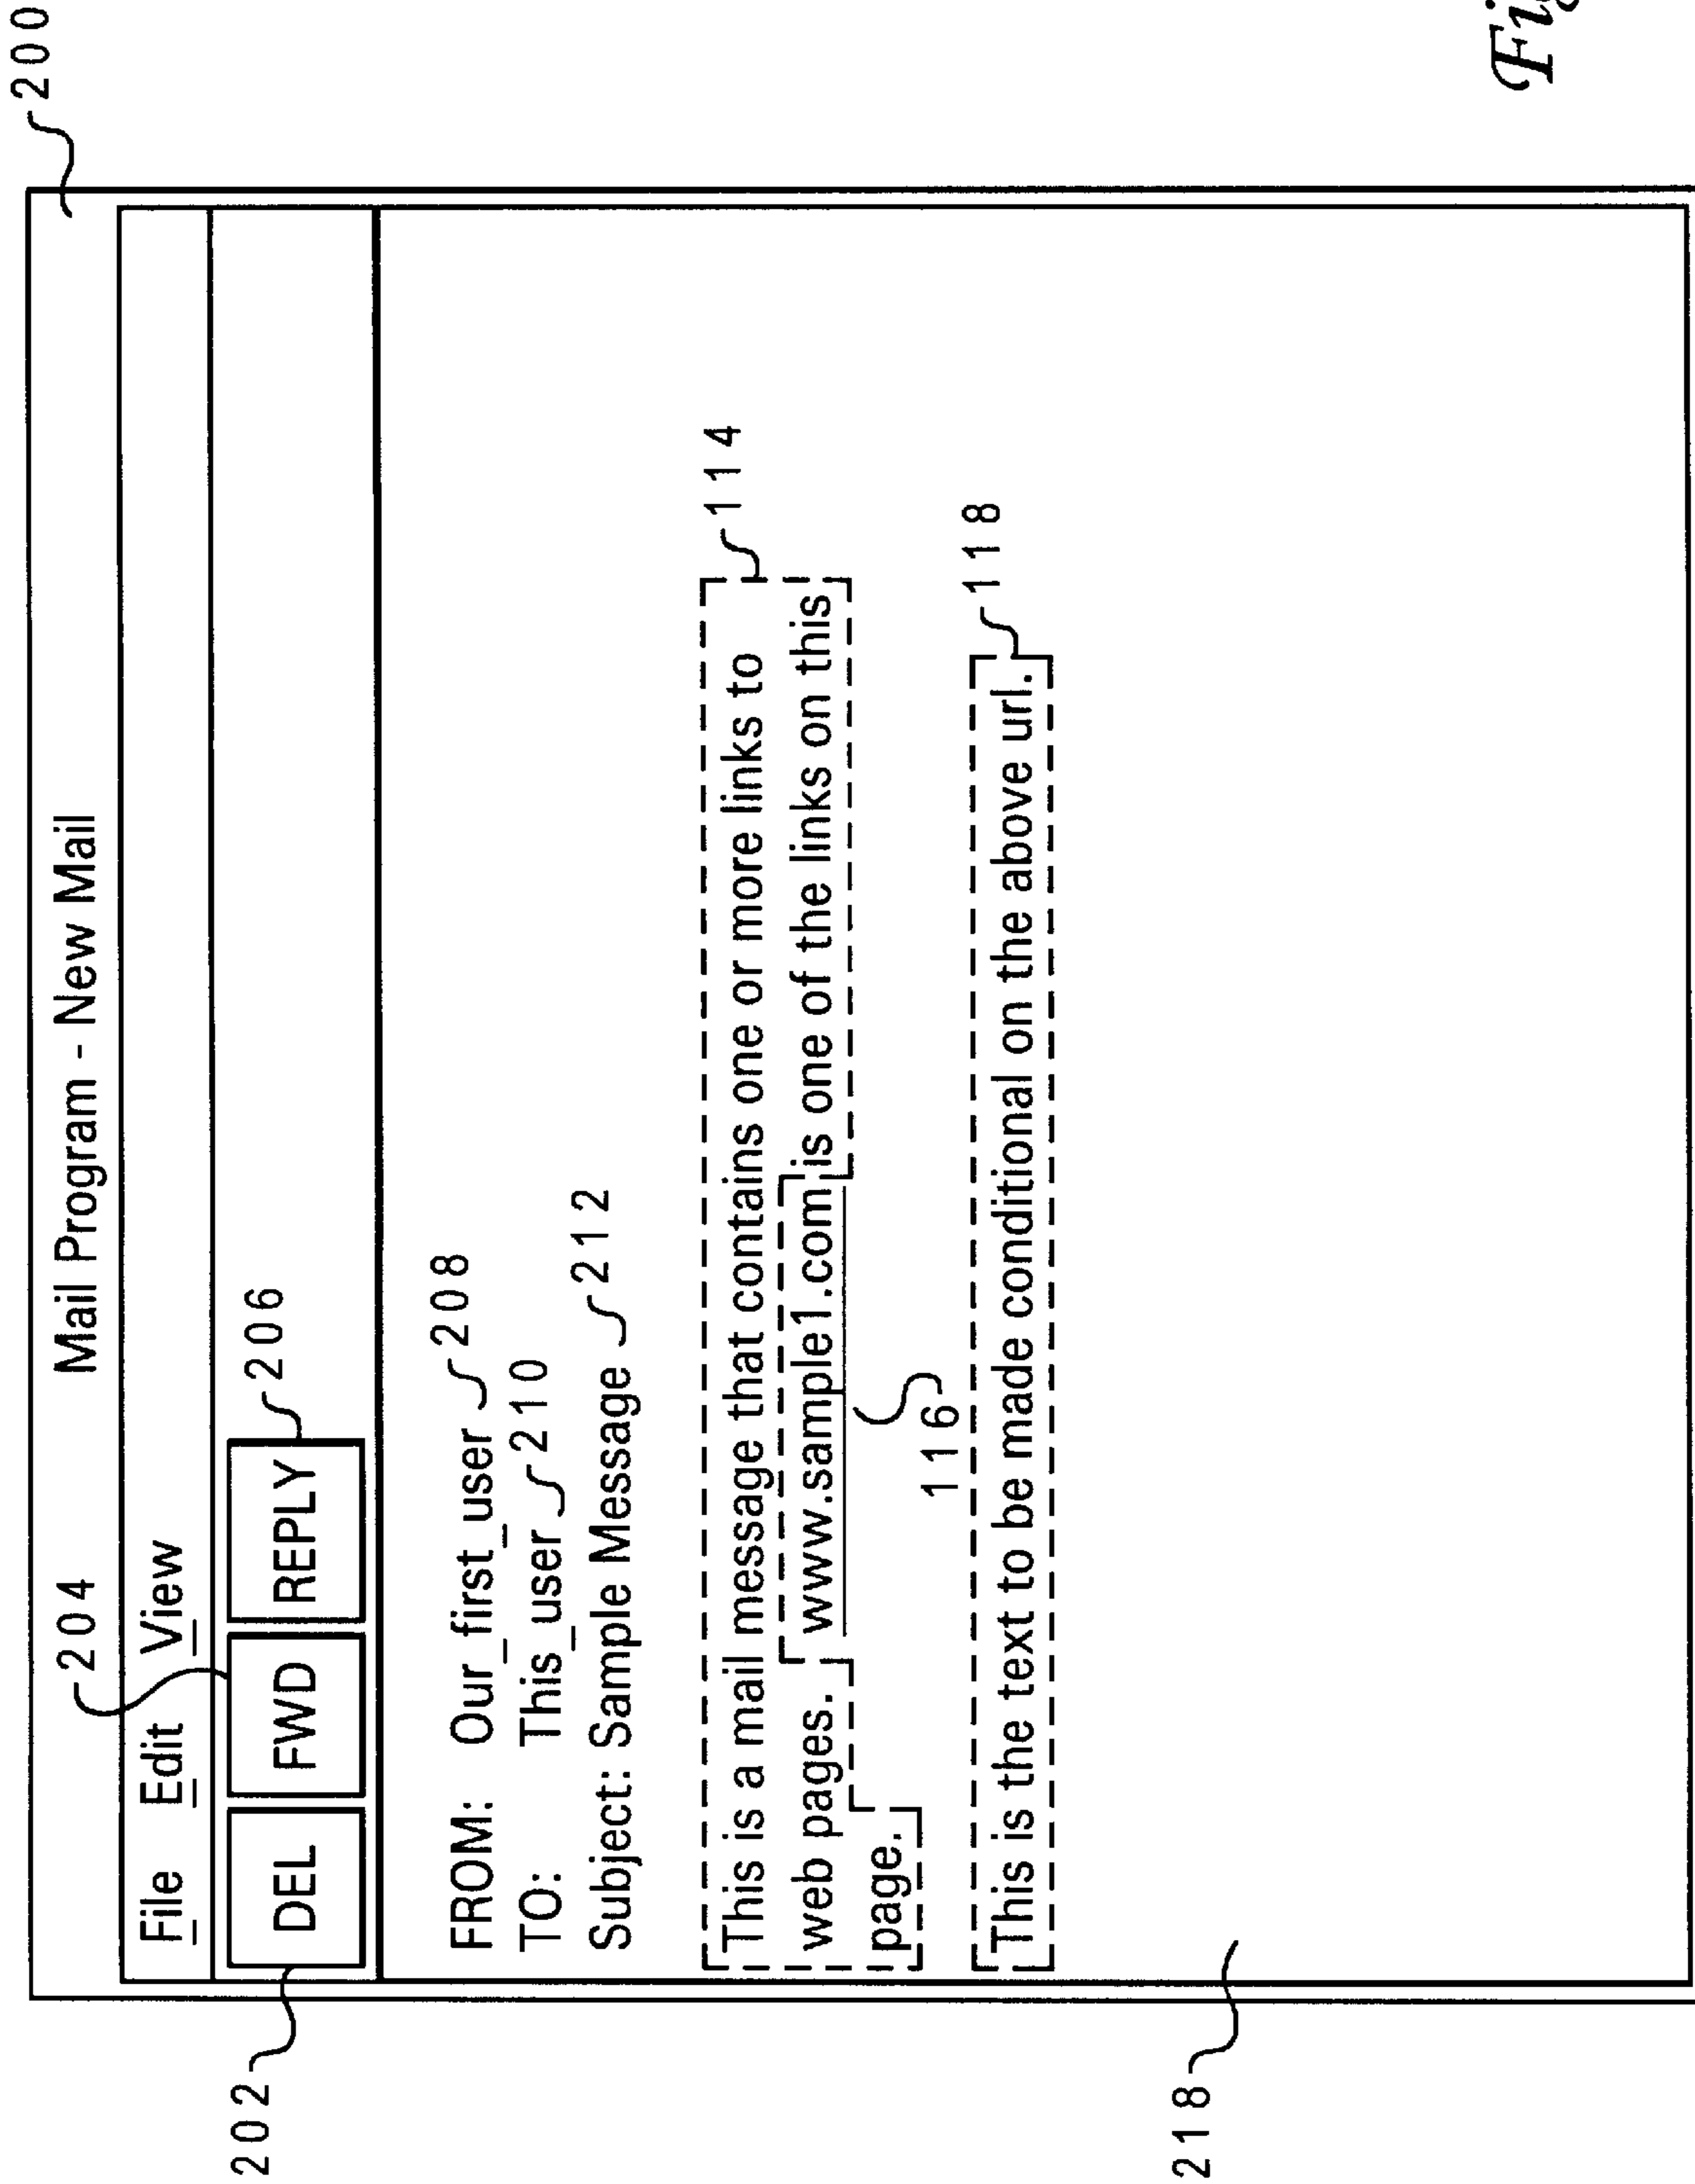 200
Mail Program - New Mail
204
File Edit View
202
DEL FWD REPLY 206
FROM: Our_first_user 208
TO: This_user 210
Subject: Sample Message 212
This is a mail message that contains one or more links to 114
web pages. www.sample1.com is one of the links on this
page.
116
This is the text to be made conditional on the above url. 118
218